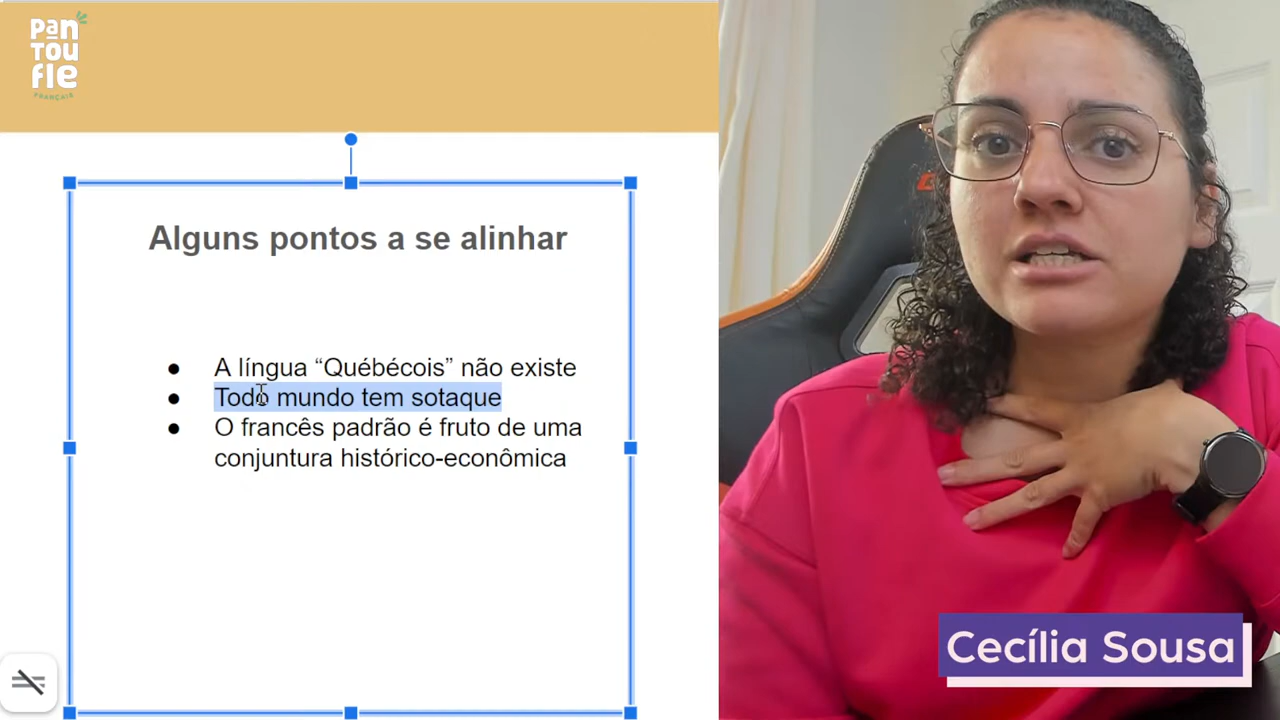 Pan
Tou
fle
FRANÇAIS
Alguns pontos a se alinhar
● A língua “Québécois” não existe
● Todo mundo tem sotaque
● O francês padrão é fruto de uma
conjuntura histórico-econômica
Cecília Sousa